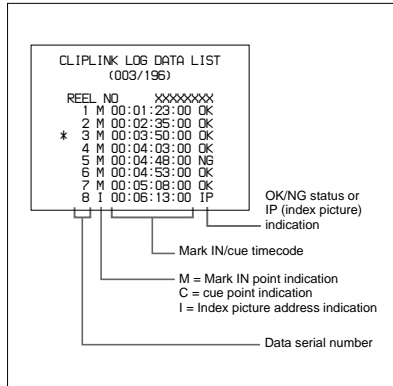 CLIPLINK LOG DATA LIST
(003/196)
REEL NO XXXXXXXX
1 M 00:01:23:00 OK
2 M 00:02:35:00 OK
* 3 M 00:03:50:00 OK
4 M 00:04:03:00 OK
5 M 00:04:48:00 NG
6 M 00:04:53:00 OK
7 M 00:05:08:00 OK
8 I 00:06:13:00 IP
OK/NG status or
IP (index picture)
indication
Mark IN/cue timecode
M = Mark IN point indication
C = cue point indication
I = Index picture address indication
Data serial number